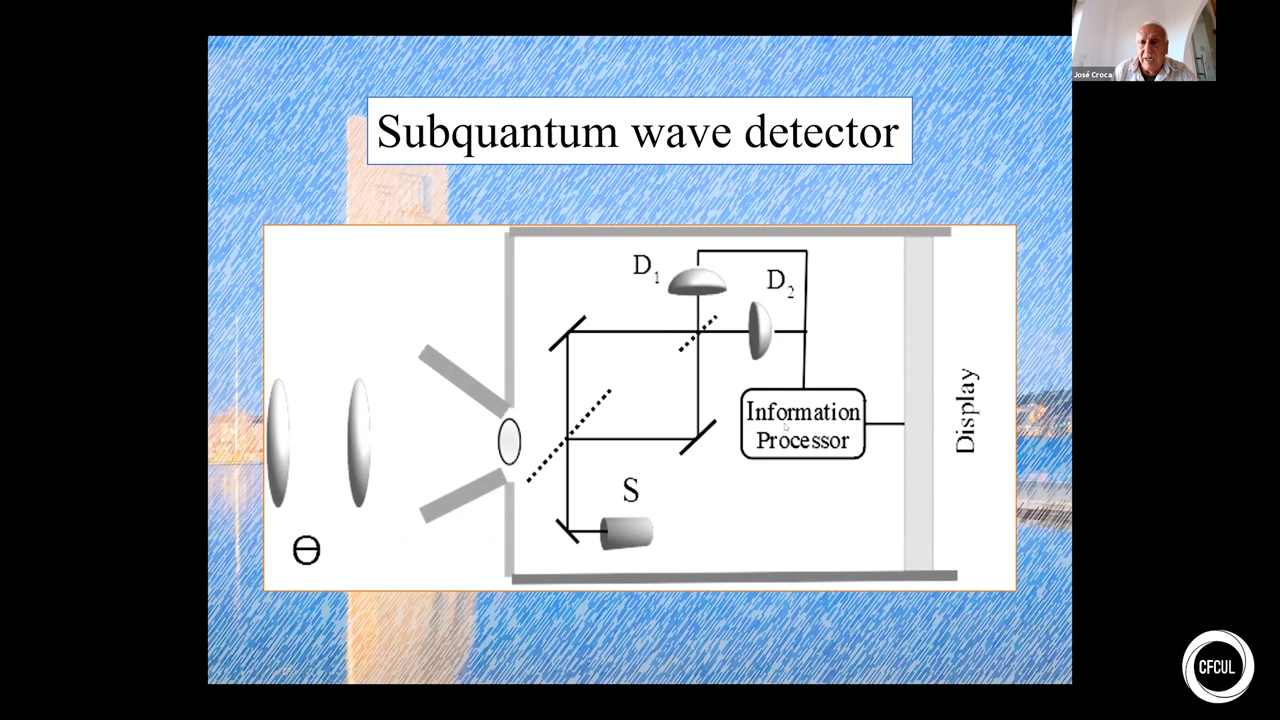 José Croca
Subquantum wave detector
D1
D2
Information
Processor
Display
S
Θ
CFCUL